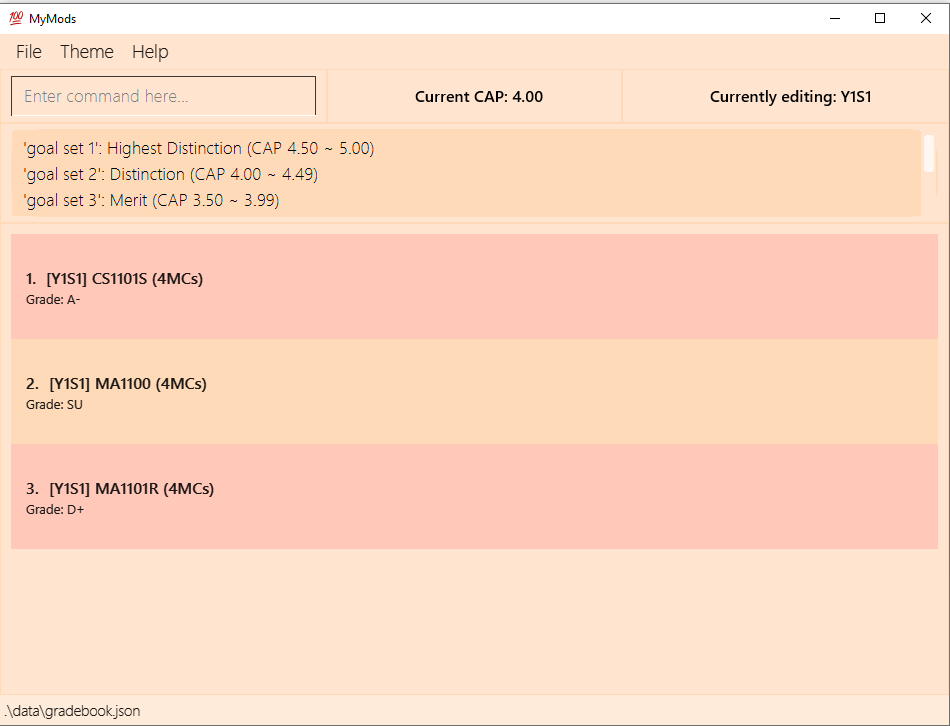 💯 MyMods
File Theme Help
Enter command here...
Current CAP: 4.00
Currently editing: Y1S1
'goal set 1': Highest Distinction (CAP 4.50 ~ 5.00)
'goal set 2': Distinction (CAP 4.00 ~ 4.49)
'goal set 3': Merit (CAP 3.50 ~ 3.99)
1. [Y1S1] CS1101S (4MCs)
Grade: A-
2. [Y1S1] MA1100 (4MCs)
Grade: SU
3. [Y1S1] MA1101R (4MCs)
Grade: D+
.\data\gradebook.json